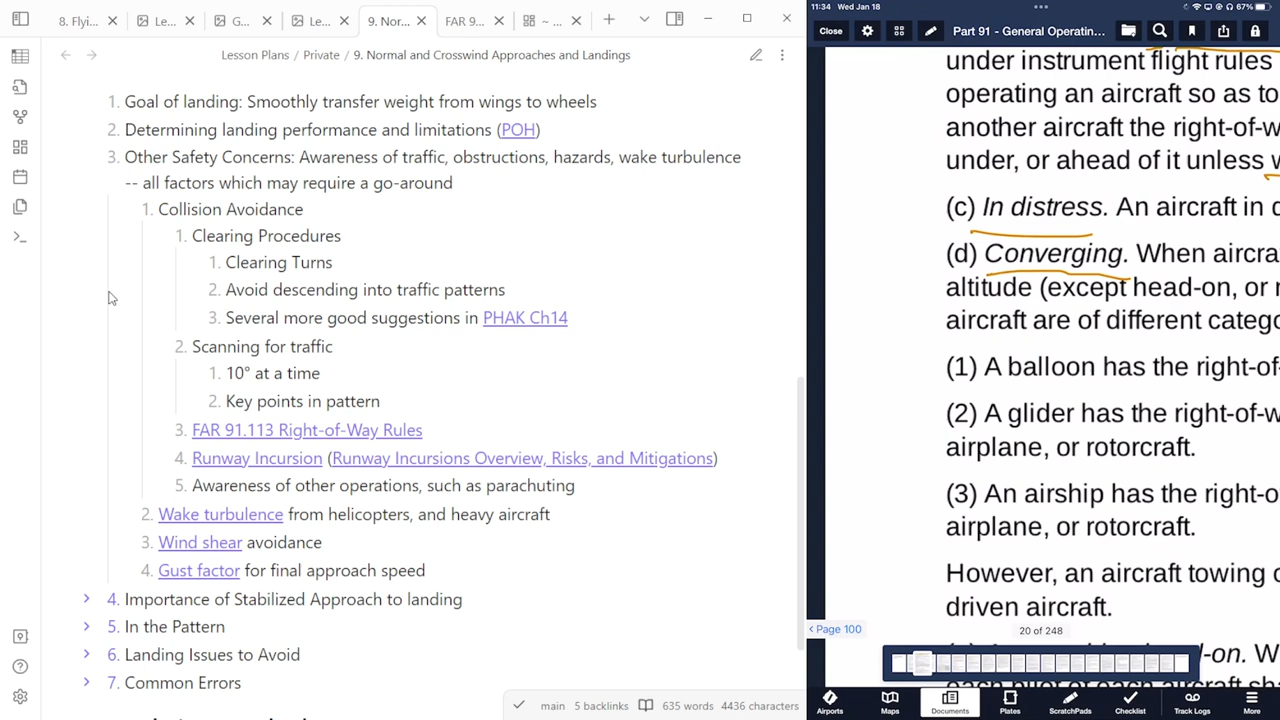 8. Flyi
Le...
G...
Le...
9. Nor...
FAR 9...
~ ...
Lesson Plans / Private / 9. Normal and Crosswind Approaches and Landings
1. Goal of landing: Smoothly transfer weight from wings to wheels
2. Determining landing performance and limitations (POH)
3. Other Safety Concerns: Awareness of traffic, obstructions, hazards, wake turbulence
-- all factors which may require a go-around
1. Collision Avoidance
1. Clearing Procedures
1. Clearing Turns
2. Avoid descending into traffic patterns
3. Several more good suggestions in PHAK Ch14
2. Scanning for traffic
1. 10° at a time
2. Key points in pattern
3. FAR 91.113 Right-of-Way Rules
4. Runway Incursion (Runway Incursions Overview, Risks, and Mitigations)
5. Awareness of other operations, such as parachuting
2. Wake turbulence from helicopters, and heavy aircraft
3. Wind shear avoidance
4. Gust factor for final approach speed
4. Importance of Stabilized Approach to landing
5. In the Pattern
6. Landing Issues to Avoid
7. Common Errors
main 5 backlinks 635 words 4436 characters
11:34 Wed Jan 18
67%
Close
Part 91 - General Operatin...
under instrument flight rules
operating an aircraft so as to
another aircraft the right-of-w
under, or ahead of it unless w
(c) In distress. An aircraft in d
(d) Converging. When aircra
altitude (except head-on, or n
aircraft are of different catego
(1) A balloon has the right-of-
(2) A glider has the right-of-w
airplane, or rotorcraft.
(3) An airship has the right-o
airplane, or rotorcraft.
However, an aircraft towing o
driven aircraft.
< Page 100
20 of 248
d-on. W
Airports
Maps
Documents
Plates
ScratchPads
Checklist
Track Logs
More